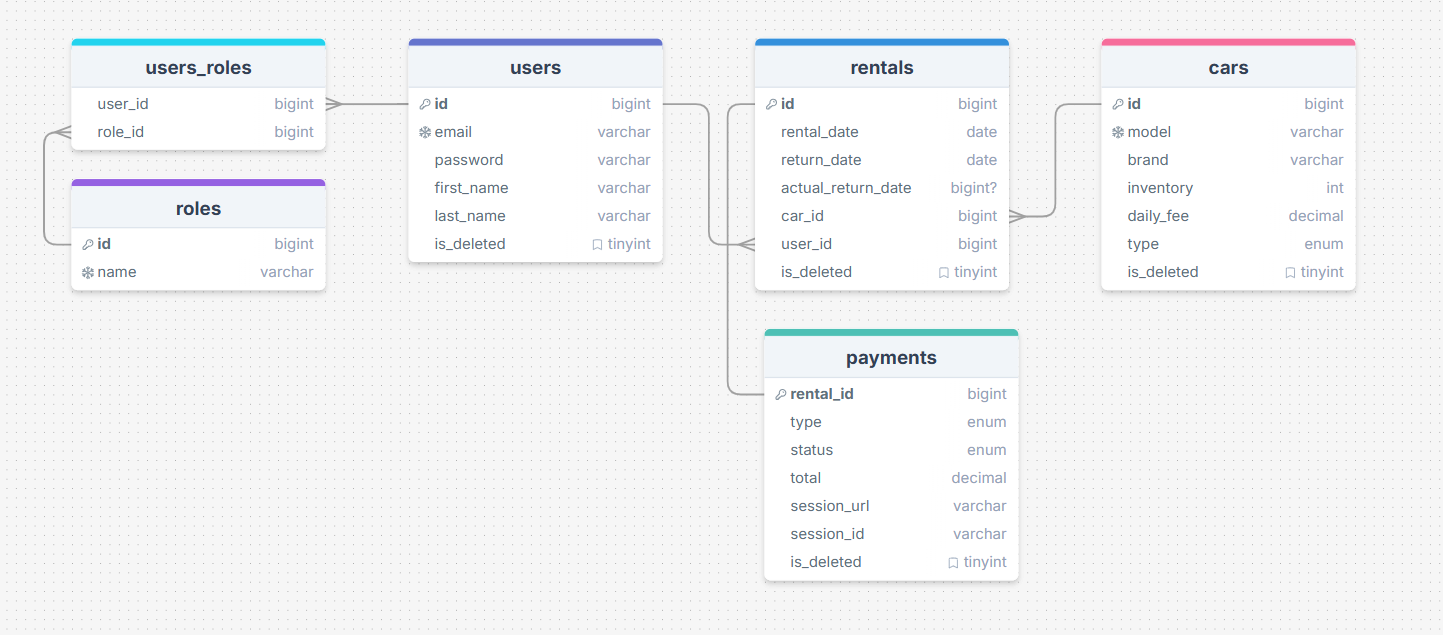 users_roles
user_id bigint
role_id bigint
roles
id bigint
name varchar
users
id bigint
email varchar
password varchar
first_name varchar
last_name varchar
is_deleted tinyint
rentals
id bigint
rental_date date
return_date date
actual_return_date bigint?
car_id bigint
user_id bigint
is_deleted tinyint
cars
id bigint
model varchar
brand varchar
inventory int
daily_fee decimal
type enum
is_deleted tinyint
payments
rental_id bigint
type enum
status enum
total decimal
session_url varchar
session_id varchar
is_deleted tinyint